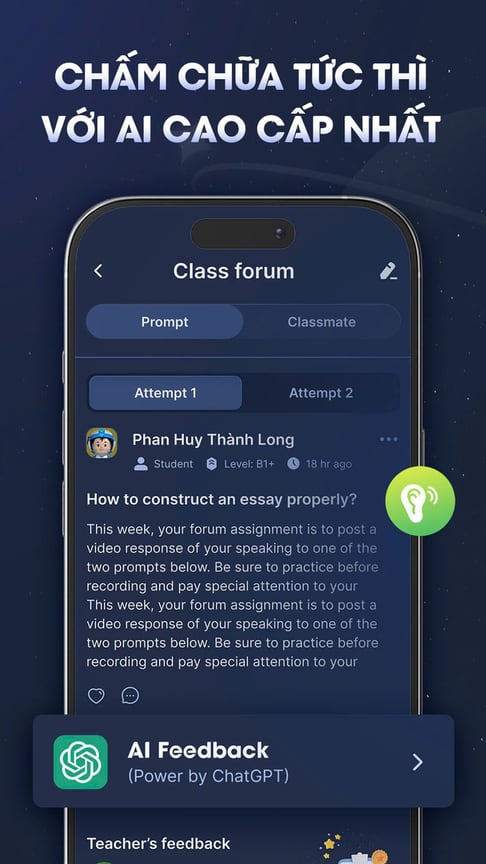 CHẤM CHỮA TỨC THÌ
VỚI AI CAO CẤP NHẤT
Class forum
Prompt
Classmate
Attempt 1
Attempt 2
Phan Huy Thành Long
Student
Level: B1+
18 hr ago
How to construct an essay properly?
This week, your forum assignment is to post a
video response of your speaking to one of the
two prompts below. Be sure to practice before
recording and pay special attention to your
This week, your forum assignment is to post a
video response of your speaking to one of the
two prompts below. Be sure to practice before
recording and pay special attention to your
AI Feedback
(Power by ChatGPT)
Teacher's feedback